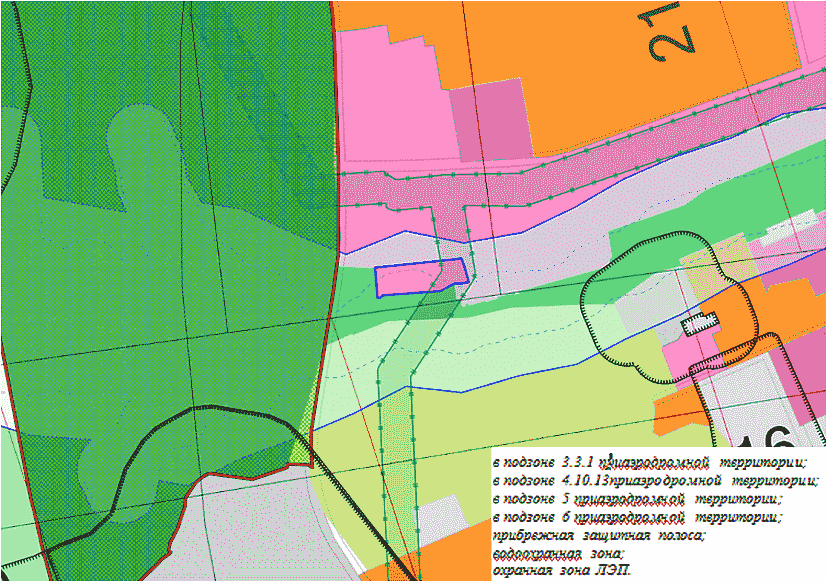 21
16
в подзоне 3.3.1 приаэродромной территории;
в подзоне 4.10.13приаэродромной территории;
в подзоне 5 приаэродромной территории;
в подзоне 6 приаэродромной территории;
прибрежная защитная полоса;
водоохранная зона;
охранная зона ЛЭП.